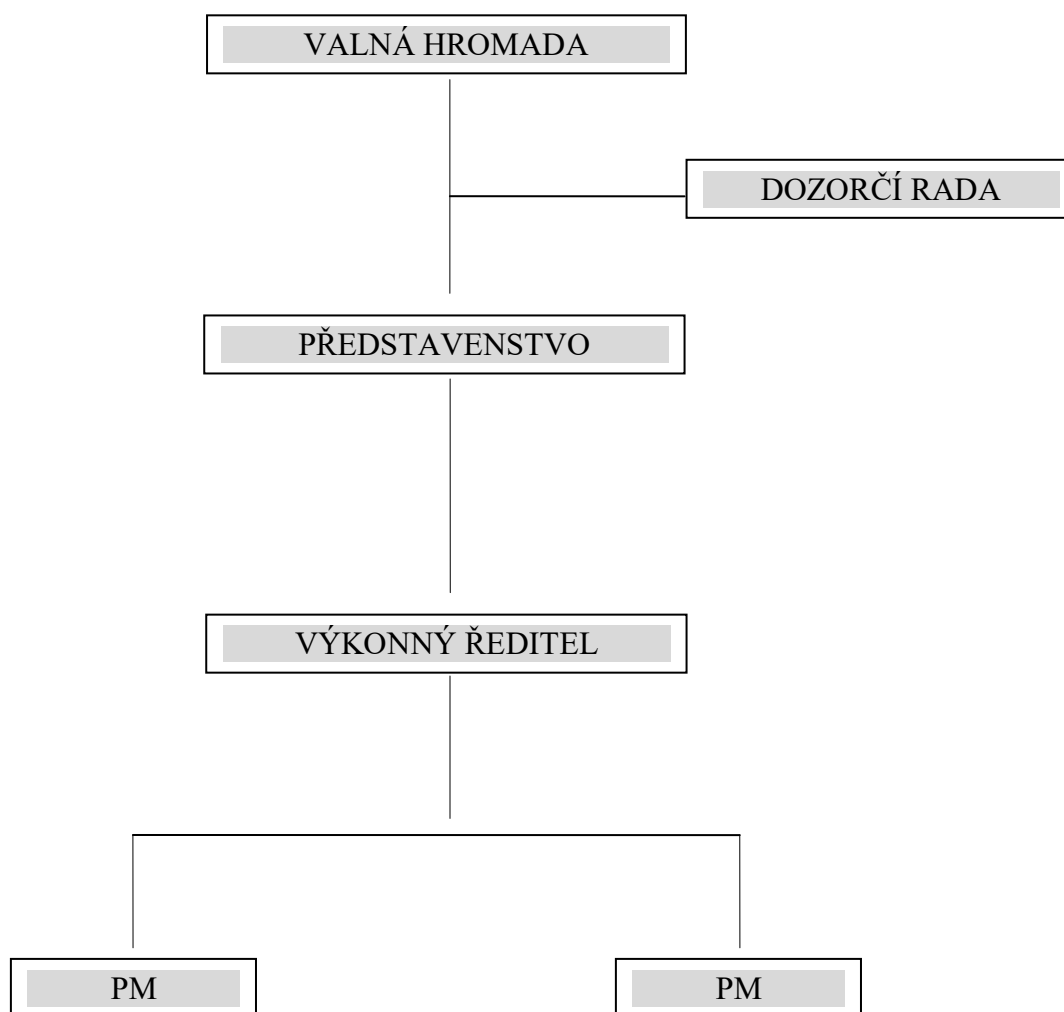 VALNÁ HROMADA
DOZORČÍ RADA
PŘEDSTAVENSTVO
VÝKONNÝ ŘEDITEL
PM
PM